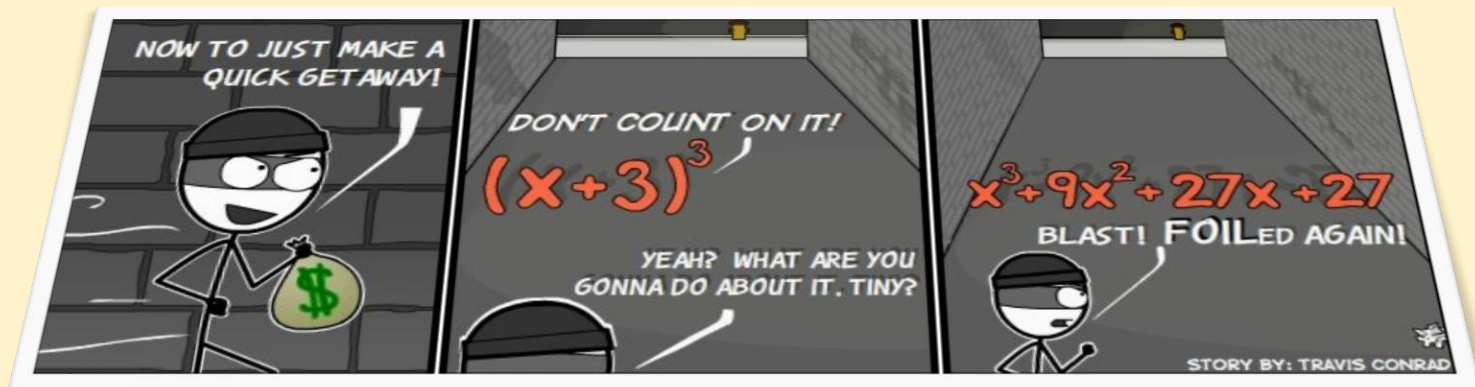 NOW TO JUST MAKE A
QUICK GETAWAY!
$
DON'T COUNT ON IT!
(x+3)³
YEAH? WHAT ARE YOU
GONNA DO ABOUT IT, TINY?
x³+9x²+27x+27
BLAST! FOILED AGAIN!
STORY BY: TRAVIS CONRAD